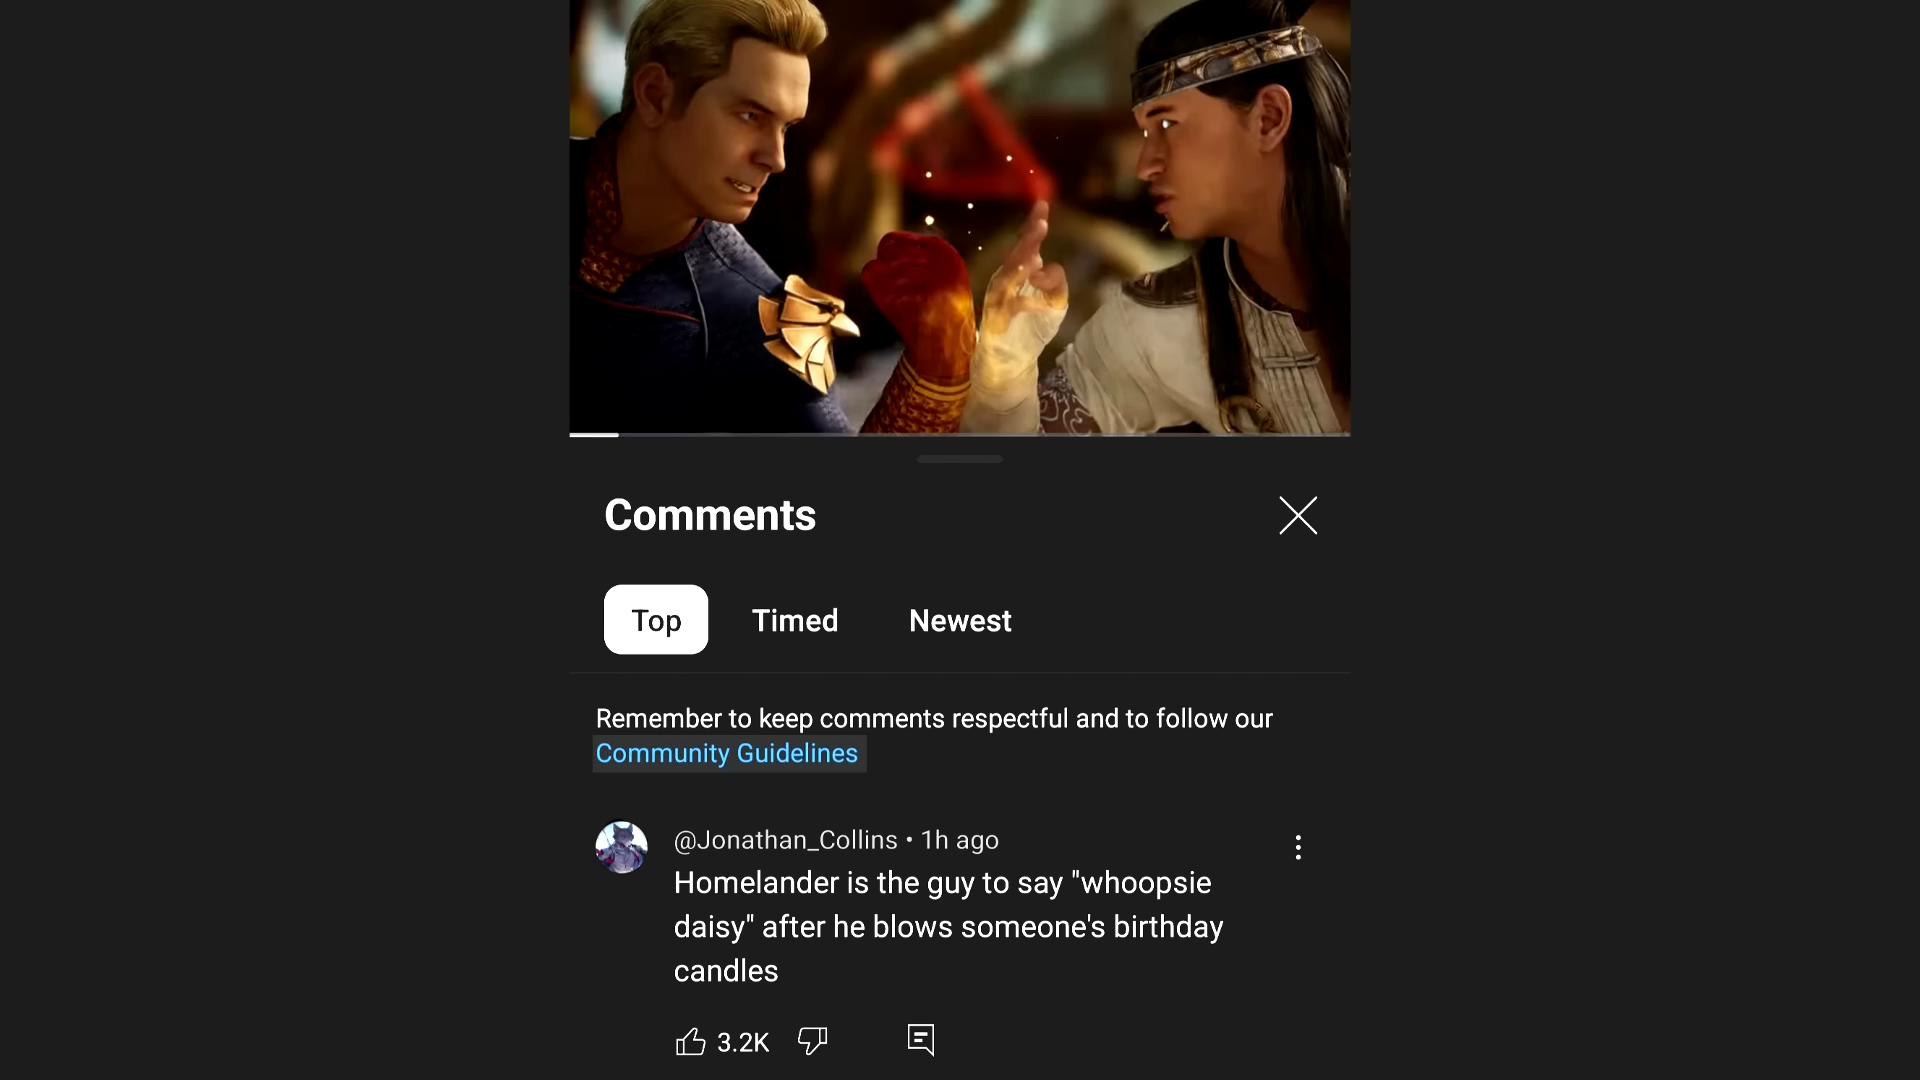 Comments
Top Timed Newest
Remember to keep comments respectful and to follow our
Community Guidelines
@Jonathan_Collins • 1h ago
Homelander is the guy to say "whoopsie
daisy" after he blows someone's birthday
candles
3.2K